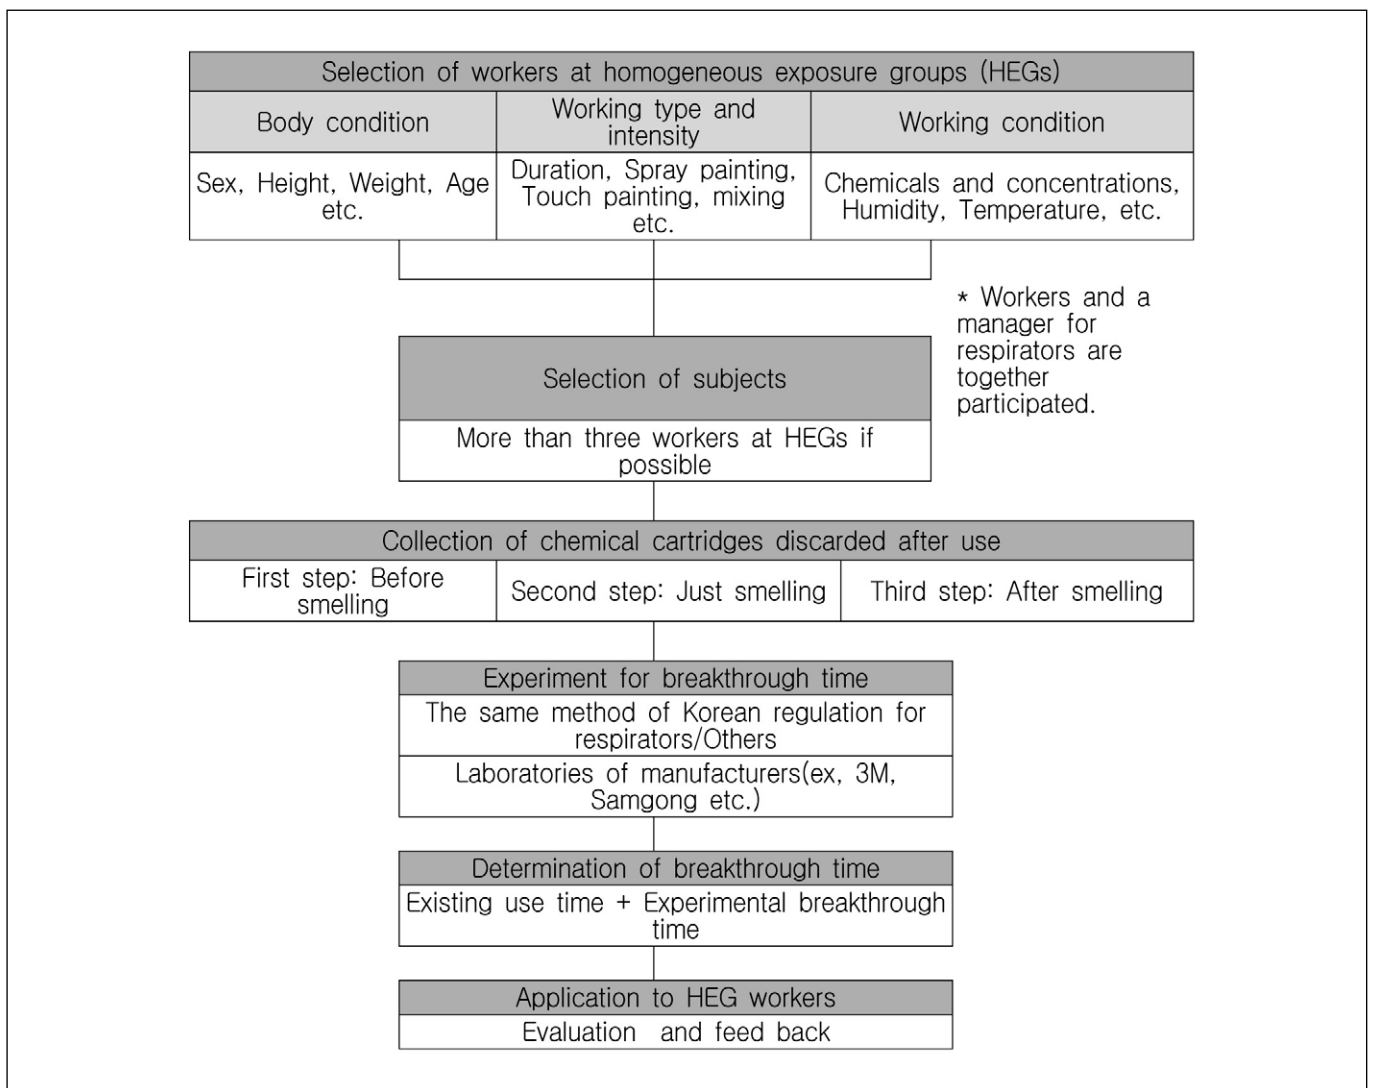 Selection of workers at homogeneous exposure groups (HEGs)
Body condition
Working type and
intensity
Working condition
Sex, Height, Weight, Age
etc.
Duration, Spray painting,
Touch painting, mixing
etc.
Chemicals and concentrations,
Humidity, Temperature, etc.
* Workers and a
manager for
respirators are
together
participated.
Selection of subjects
More than three workers at HEGs if
possible
Collection of chemical cartridges discarded after use
First step: Before
smelling
Second step: Just smelling
Third step: After smelling
Experiment for breakthrough time
The same method of Korean regulation for
respirators/Others
Laboratories of manufacturers(ex, 3M,
Samgong etc.)
Determination of breakthrough time
Existing use time + Experimental breakthrough
time
Application to HEG workers
Evaluation and feed back